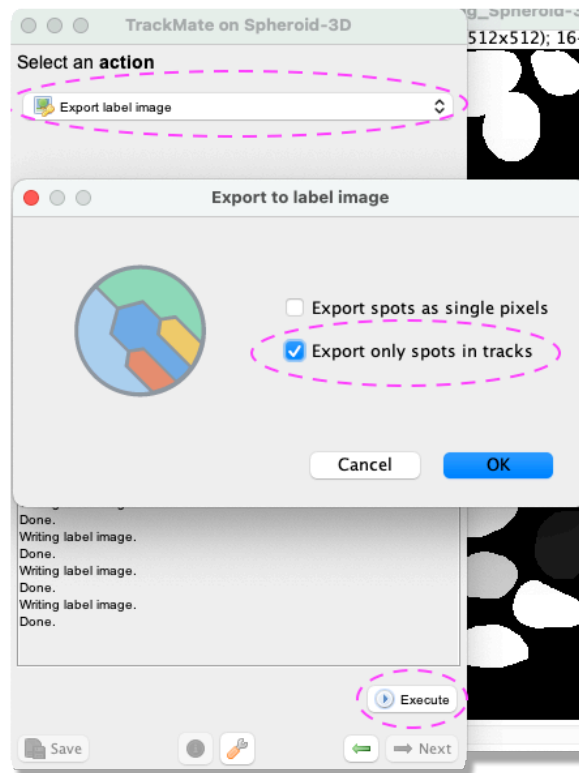 TrackMate on Spheroid-3D
g_Spheroid-3
512x512); 16-
Select an action
Export label image
Export to label image
Export spots as single pixels
Export only spots in tracks
Cancel
OK
Done.
Writing label image.
Done.
Writing label image.
Done.
Writing label image.
Done.
Execute
Save
Next